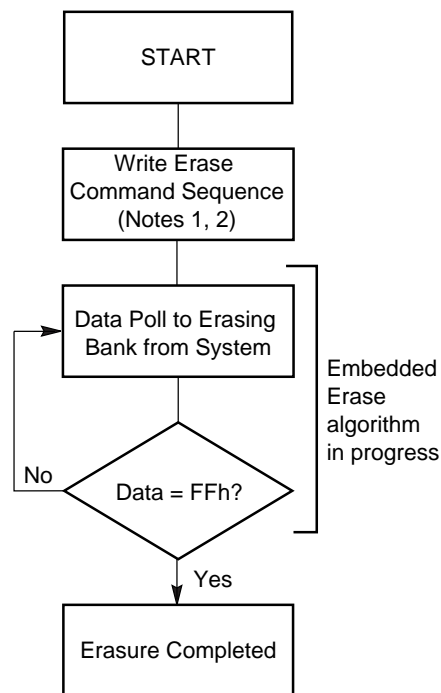 START
Write Erase
Command Sequence
(Notes 1, 2)
Data Poll to Erasing
Bank from System
Embedded
Erase
algorithm
in progress
No
Data = FFh?
Yes
Erasure Completed